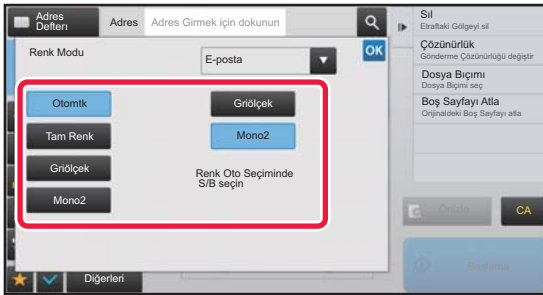 Adres
Defteri
Adres
Adres Girmek için dokunun
Renk Modu
E-posta
OK
Otomtk
Tam Renk
Griölçek
Mono2
Griölçek
Mono2
Renk Oto Seçiminde
S/B seçin
Diğerleri
Sıl
Etraftaki Gölgeyi sil
Çözünürlük
Gönderme Çözünürlüğü değiştir
Dosya Bıçımı
Dosya Biçimi seç
Boş Sayfayı Atla
Orijinaldeki Boş Sayfayı atla
CA